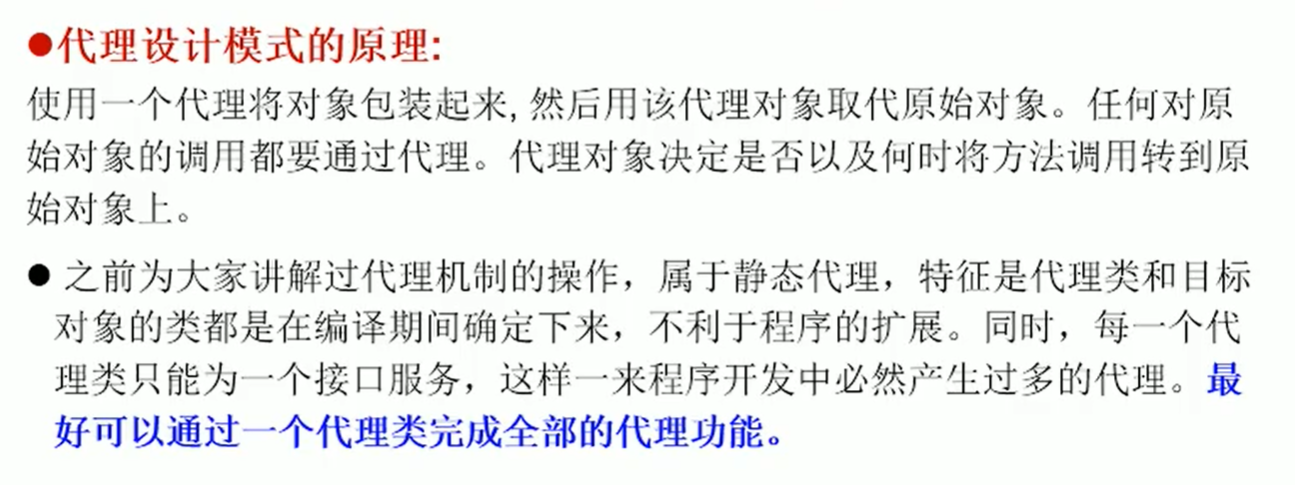 ●代理设计模式的原理:
使用一个代理将对象包装起来, 然后用该代理对象取代原始对象。任何对原
始对象的调用都要通过代理。代理对象决定是否以及何时将方法调用转到原
始对象上。
● 之前为大家讲解过代理机制的操作，属于静态代理，特征是代理类和目标
对象的类都是在编译期间确定下来，不利于程序的扩展。同时，每一个代
理类只能为一个接口服务，这样一来程序开发中必然产生过多的代理。最
好可以通过一个代理类完成全部的代理功能。